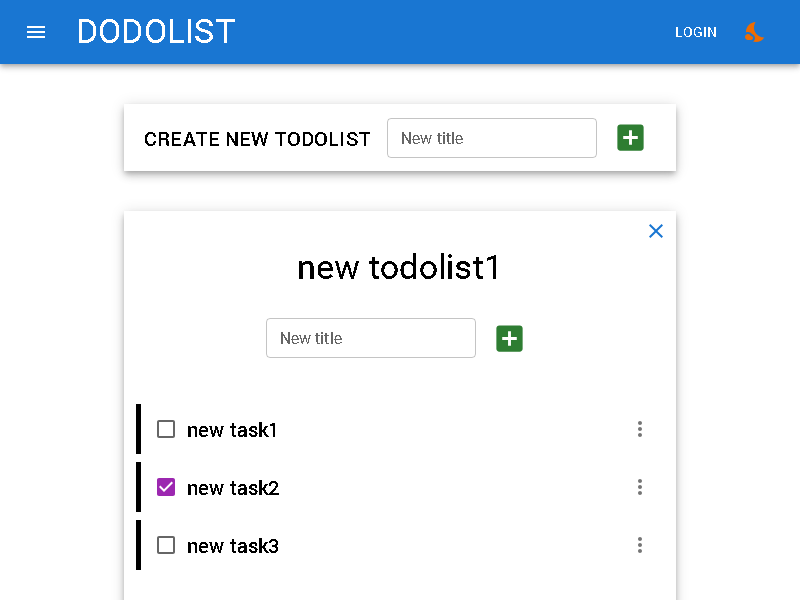 DODOLIST
LOGIN
CREATE NEW TODOLIST
New title
new todolist1
New title
new task1
new task2
new task3